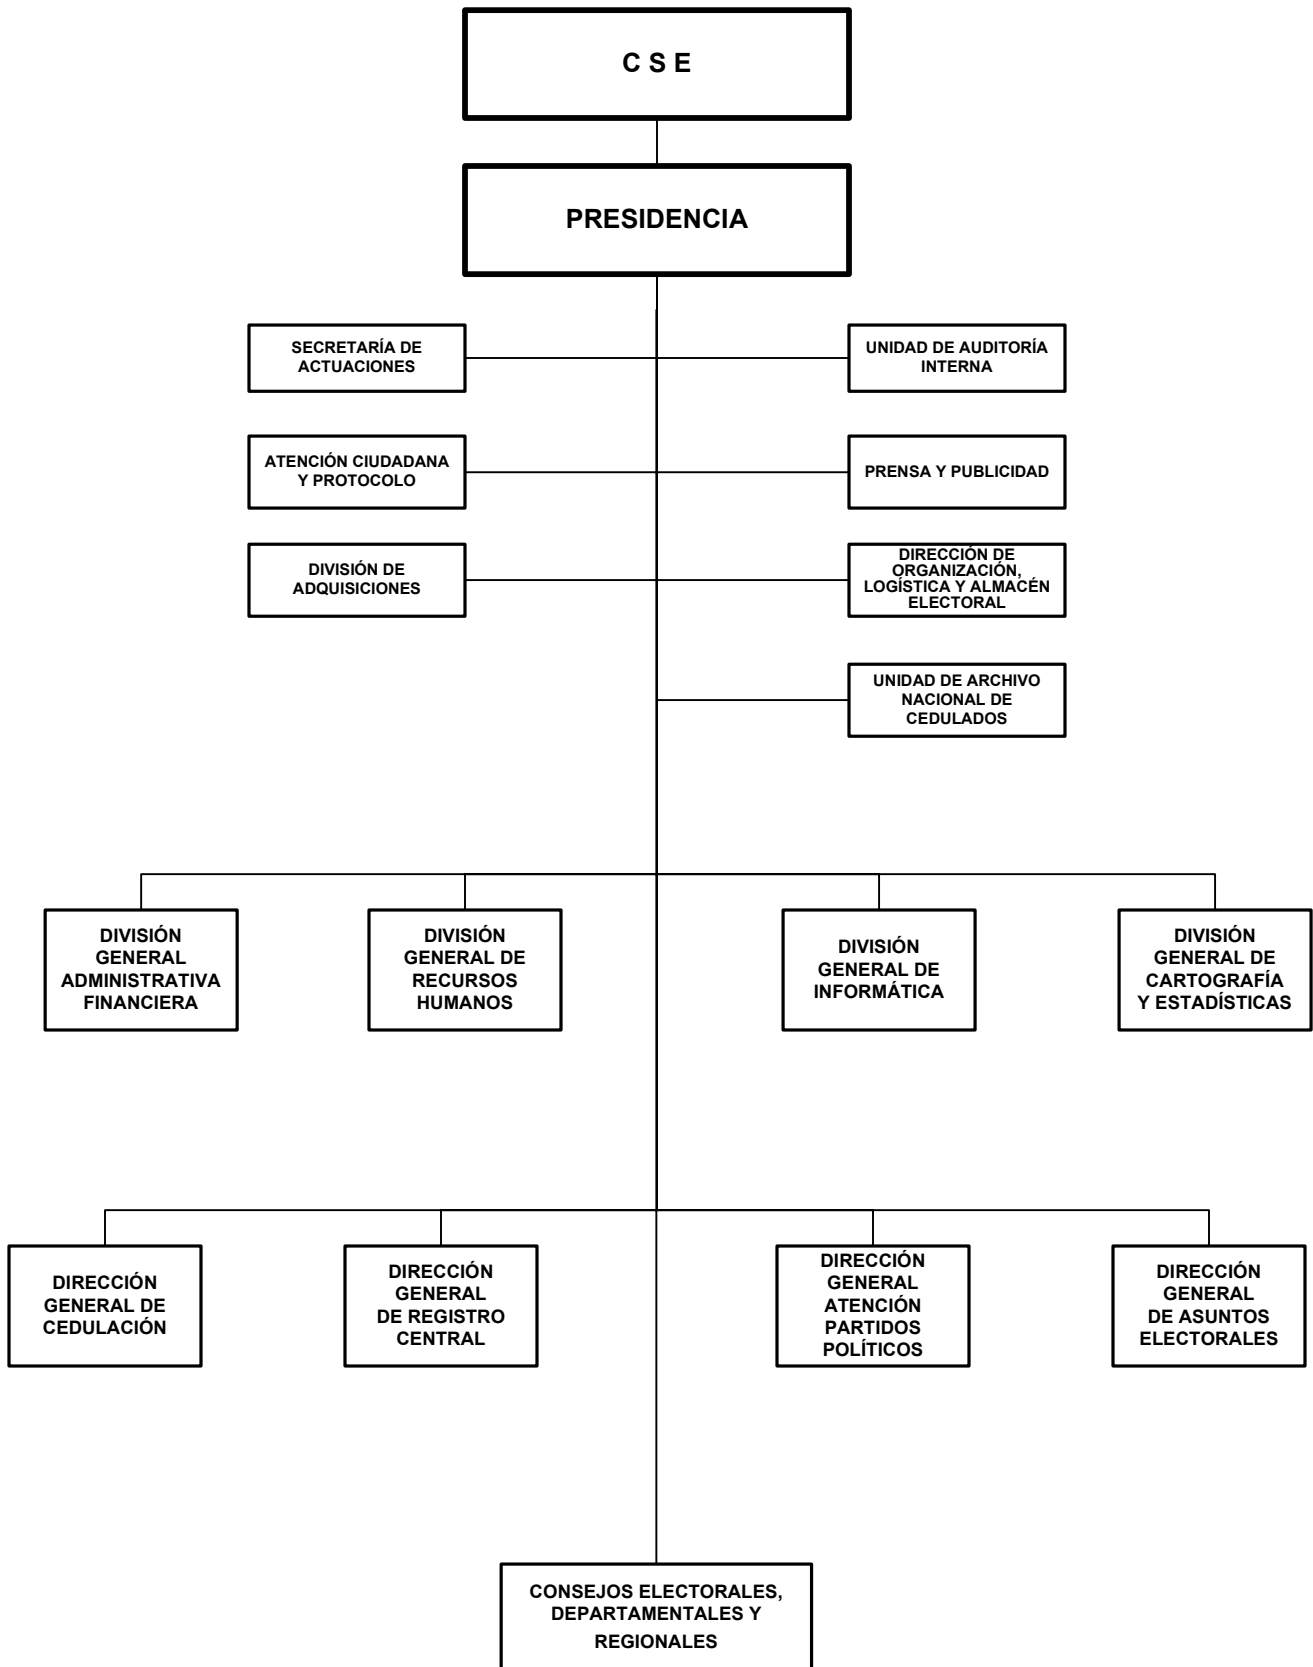 C S E
PRESIDENCIA
SECRETARÍA DE
ACTUACIONES
UNIDAD DE AUDITORÍA
INTERNA
ATENCIÓN CIUDADANA
Y PROTOCOLO
PRENSA Y PUBLICIDAD
DIVISIÓN DE
ADQUISICIONES
DIRECCIÓN DE
ORGANIZACIÓN,
LOGÍSTICA Y ALMACÉN
ELECTORAL
UNIDAD DE ARCHIVO
NACIONAL DE
CEDULADOS
DIVISIÓN
GENERAL
ADMINISTRATIVA
FINANCIERA
DIVISIÓN
GENERAL DE
RECURSOS
HUMANOS
DIVISIÓN
GENERAL DE
INFORMÁTICA
DIVISIÓN
GENERAL DE
CARTOGRAFÍA
Y ESTADÍSTICAS
DIRECCIÓN
GENERAL DE
CEDULACIÓN
DIRECCIÓN
GENERAL
DE REGISTRO
CENTRAL
DIRECCIÓN
GENERAL
ATENCIÓN
PARTIDOS
POLÍTICOS
DIRECCIÓN
GENERAL
DE ASUNTOS
ELECTORALES
CONSEJOS ELECTORALES,
DEPARTAMENTALES Y
REGIONALES